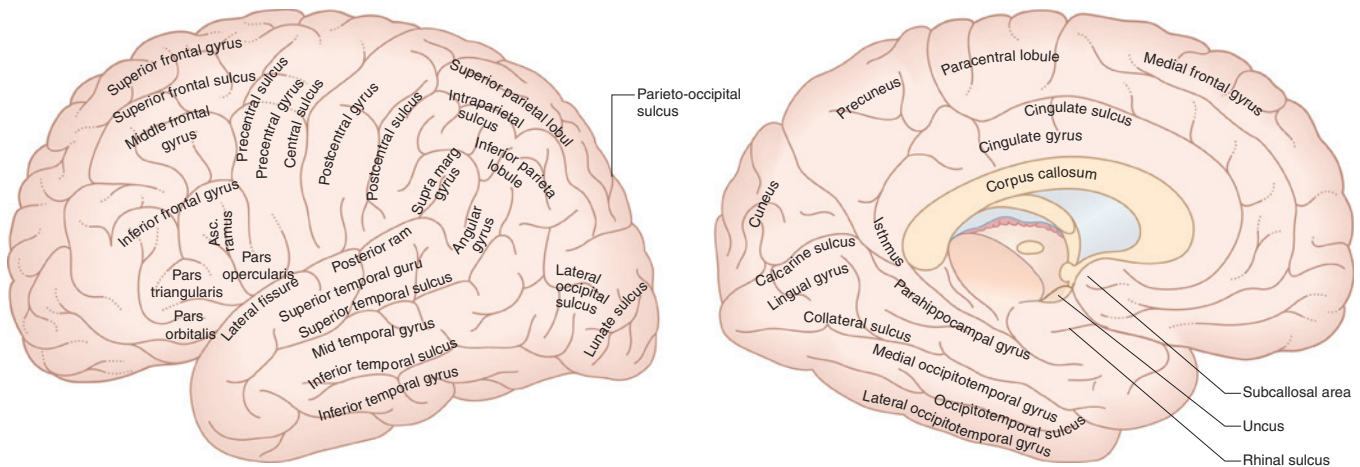 Superior frontal gyrus
Superior frontal sulcus
Middle frontal
gyrus
Precentral sulcus
Precentral gyrus
Central sulcus
Postcentral gyrus
Postcentral sulcus
Superior parietal lobul
Intraparietal
sulcus
Inferior parieta
lobule
Supra marg
gyrus
Angular
gyrus
Inferior frontal gyrus
Asc.
ramus
Pars
opercularis
Pars
triangularis
Pars
orbitalis
Lateral fissure
Posterior ram
Superior temporal guru
Superior temporal sulcus
Mid temporal gyrus
Inferior temporal sulcus
Inferior temporal gyrus
Lateral
occipital
sulcus
Lunate sulcus
Parieto-occipital
sulcus
Precuneus
Paracentral lobule
Medial frontal gyrus
Cingulate sulcus
Cingulate gyrus
Corpus callosum
Cuneus
Isthmus
Calcarine sulcus
Lingual gyrus
Parahippocampal gyrus
Collateral sulcus
Medial occipitotemporal gyrus
Occipitotemporal sulcus
Lateral occipitotemporal gyrus
Subcallosal area
Uncus
Rhinal sulcus